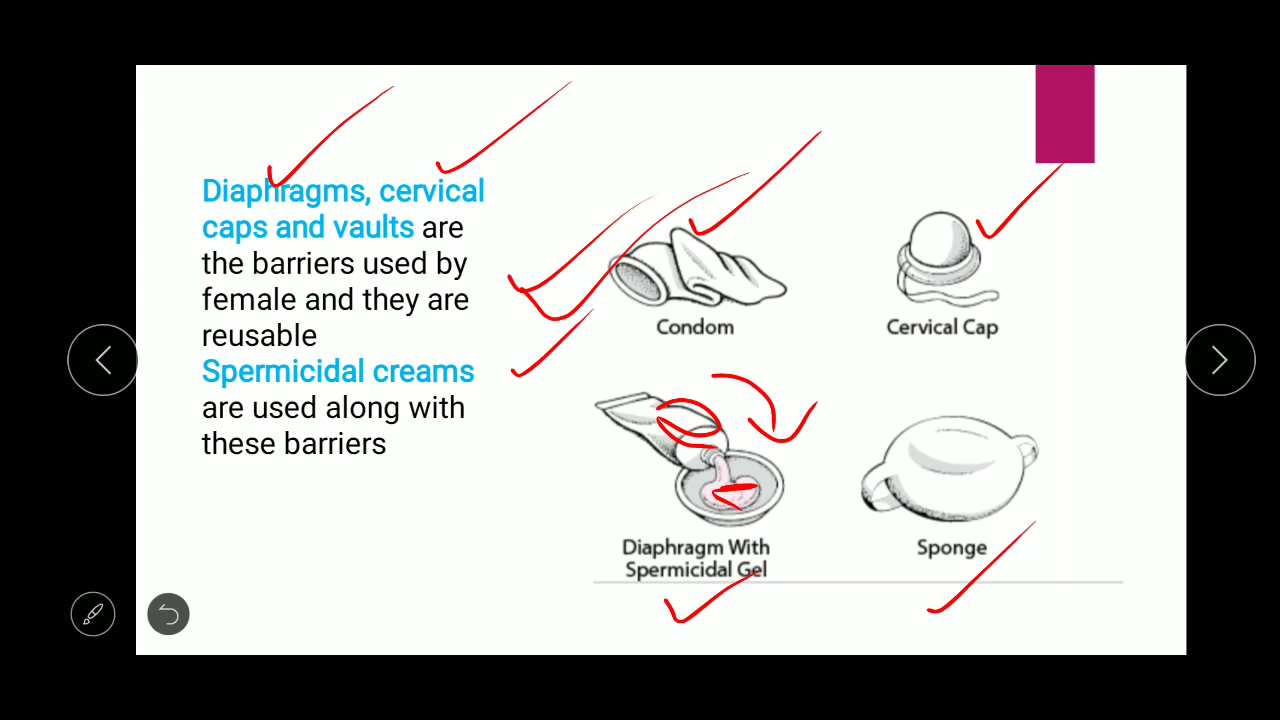 Diaphragms, cervical
caps and vaults are
the barriers used by
female and they are
reusable
Spermicidal creams
are used along with
these barriers
Condom
Cervical Cap
Diaphragm With
Spermicidal Gel
Sponge